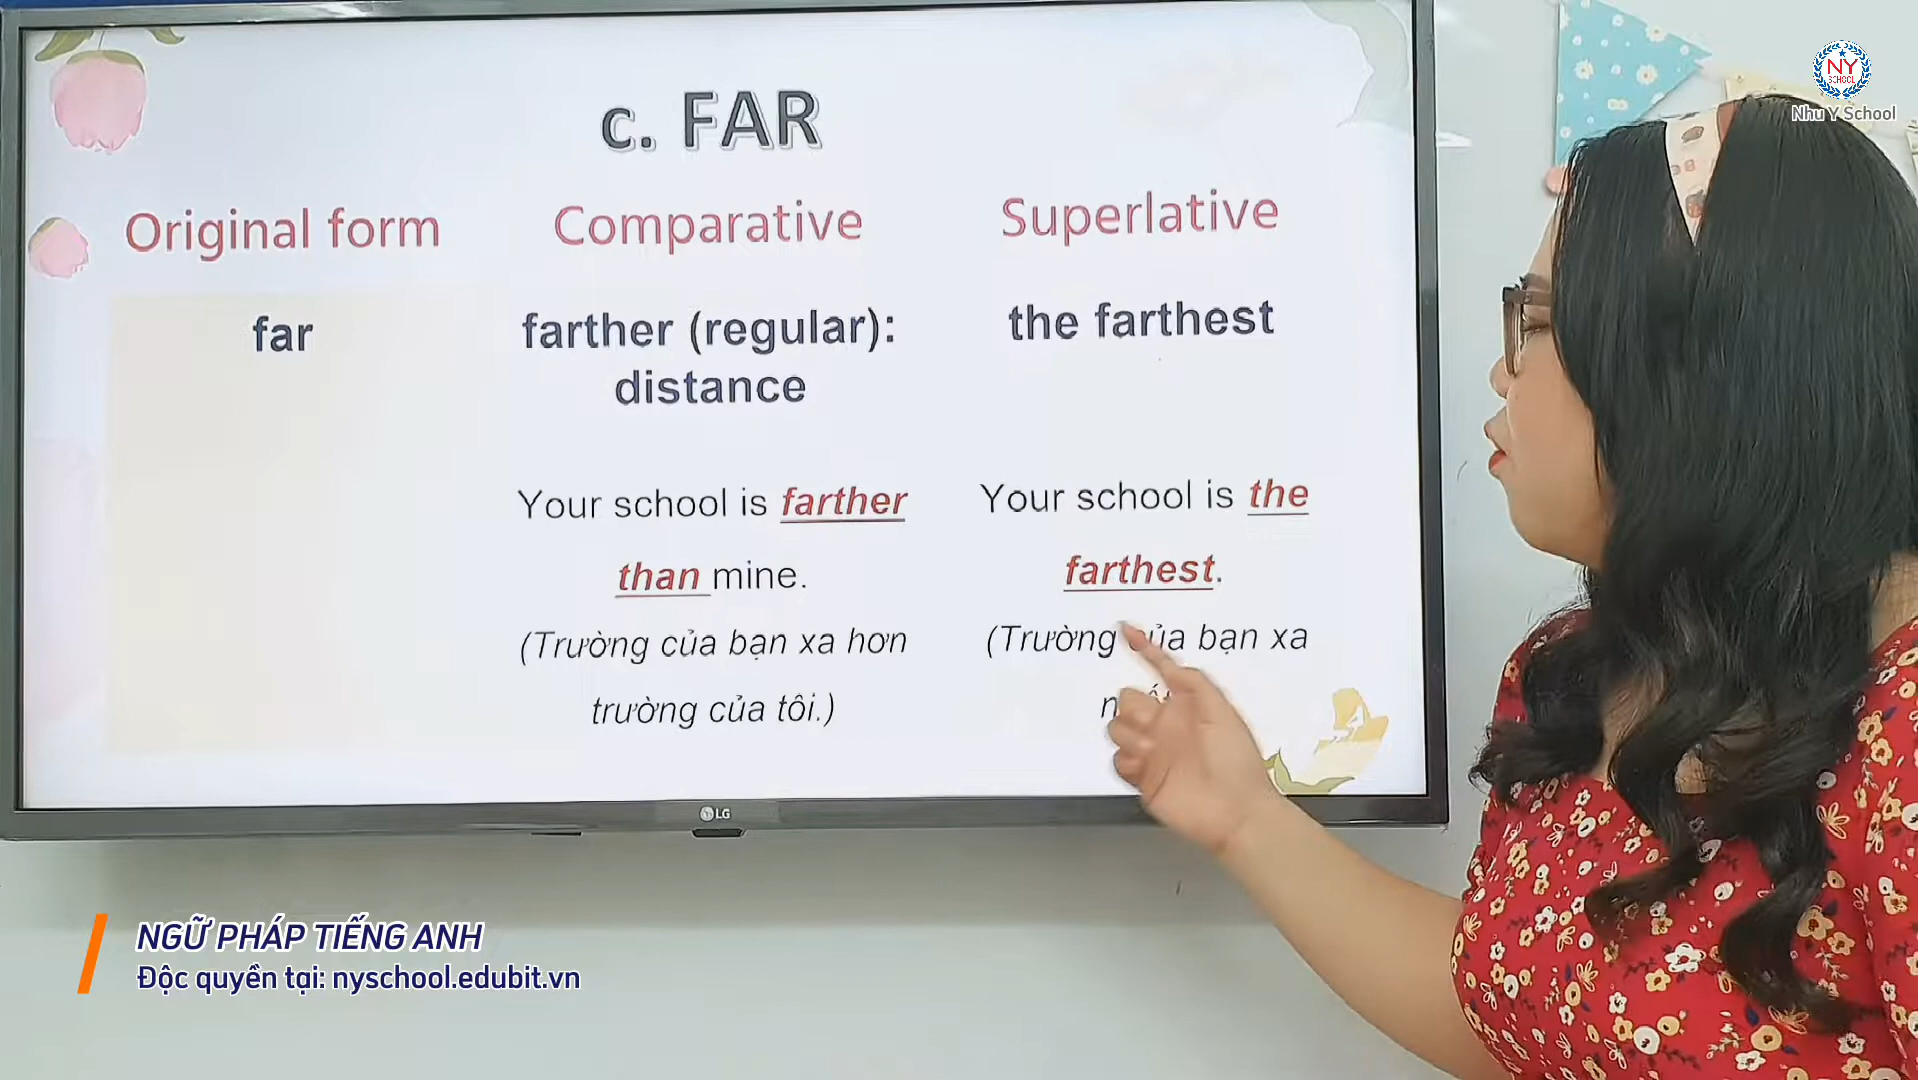 NY
SCHOOL
Nhu Y School
c. FAR
Original form
Comparative
Superlative
far
farther (regular):
distance
the farthest
Your school is farther
than mine.
(Trường của bạn xa hơn
trường của tôi.)
Your school is the
farthest.
(Trường của bạn xa
LG
NGỮ PHÁP TIẾNG ANH
Độc quyền tại: nyschool.edubit.vn